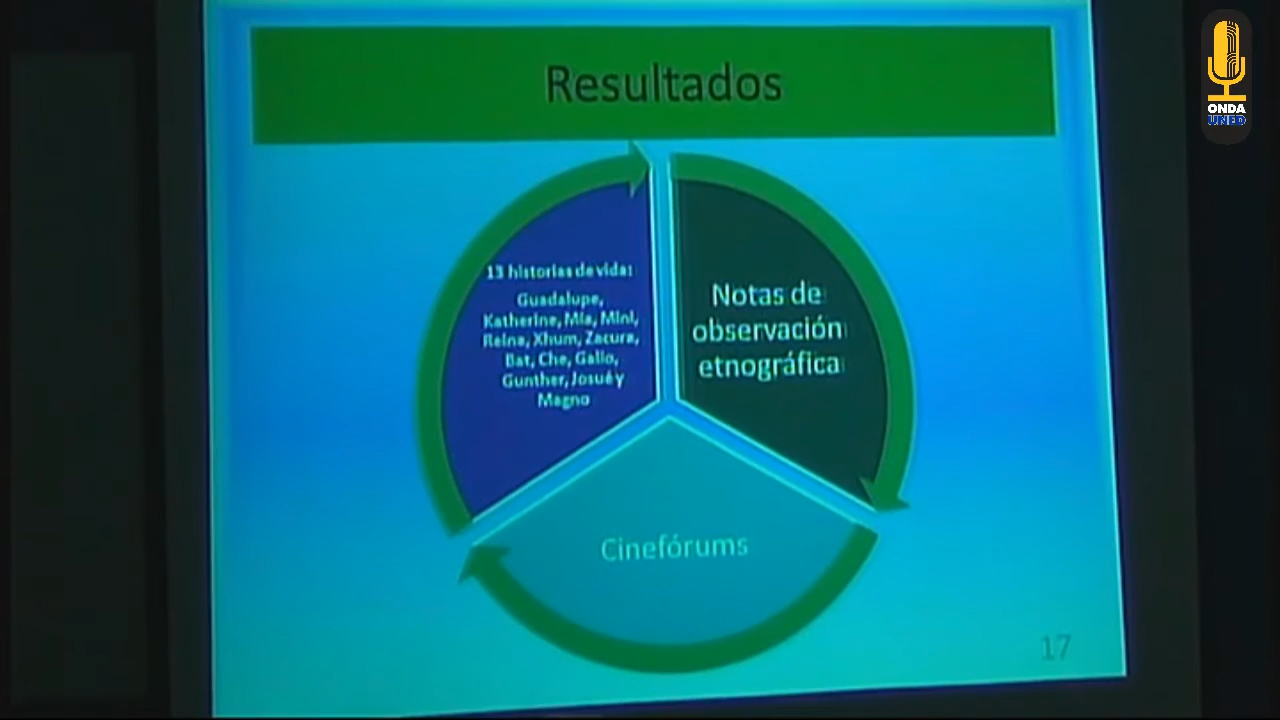 Resultados
13 historias de vida:
Guadalupe,
Katherine, Mía, Mini,
Reina, Xhum, Zacura,
Bat, Che, Gallo,
Gunther, Josué y
Magno
Notas de
observación
etnográfica
Cinefórums
17
ONDA
UNED